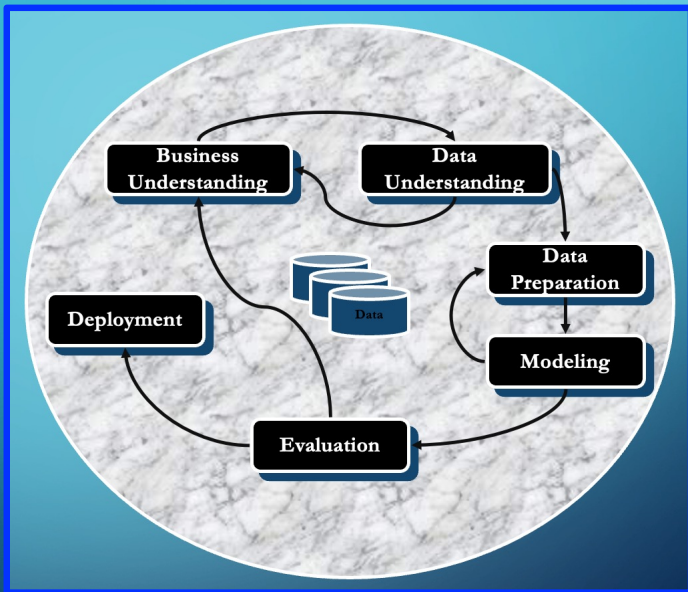 Business
Understanding
Data
Understanding
Data
Preparation
Modeling
Evaluation
Deployment
Data